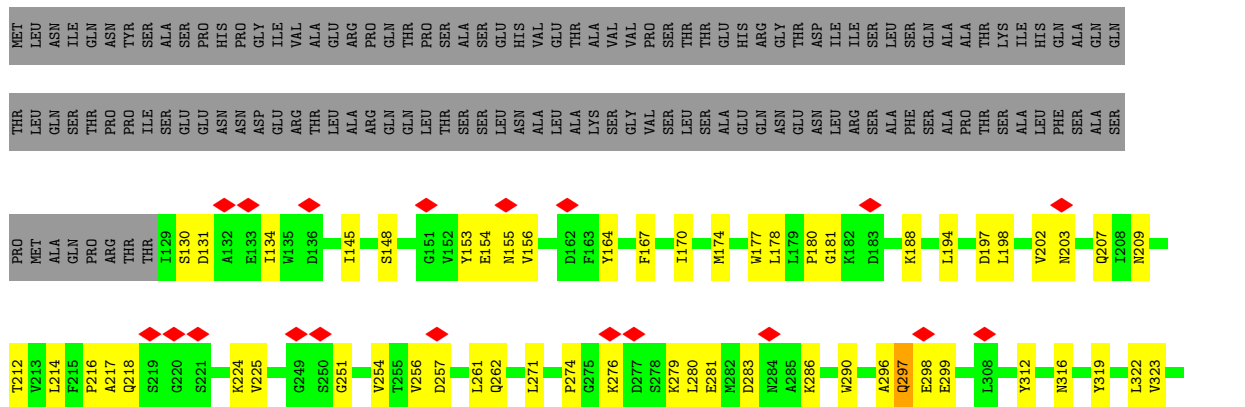 MET LEU ASN ILE GLN ASN TYR SER ALA SER PRO HIS PRO GLY ILE VAL ALA GLU ARG PRO GLN THR PRO SER ALA SER GLU HIS VAL GLU THR ALA VAL VAL PRO SER THR THR GLU HIS ARG GLY THR ASP ILE ILE SER LEU SER GLN ALA ALA THR LYS ILE HIS GLN ALA GLN GLN
THR LEU GLN SER THR PRO PRO ILE SER GLU GLU ASN ASN ASP GLU ARG THR LEU ALA ARG GLN GLN LEU THR SER SER LEU ASN ALA LEU ALA LYS SER GLY VAL SER LEU SER ALA GLU GLN ASN GLU ASN LEU ARG SER ALA PHE SER ALA PRO THR SER ALA LEU PHE SER ALA SER
PRO MET ALA GLN PRO ARG THR THR I129 S130 D131 A132 E133 I134 W135 D136 I145 S148 G151 V152 Y153 E154 N155 V156 D162 F163 Y164 F167 I170 M174 W177 L178 L179 P180 G181 K182 D183 K188 L194 D197 L198 V202 N203 Q207 I208 N209
T212 V213 L214 F215 P216 A217 Q218 S219 G220 S221 K224 V225 G249 S250 G251 V254 T255 V256 D257 L261 Q262 L271 P274 G275 K276 D277 S278 K279 L280 E281 M282 D283 N284 A285 K286 W290 A296 Q297 E298 E299 L308 Y312 N316 Y319 L322 V323